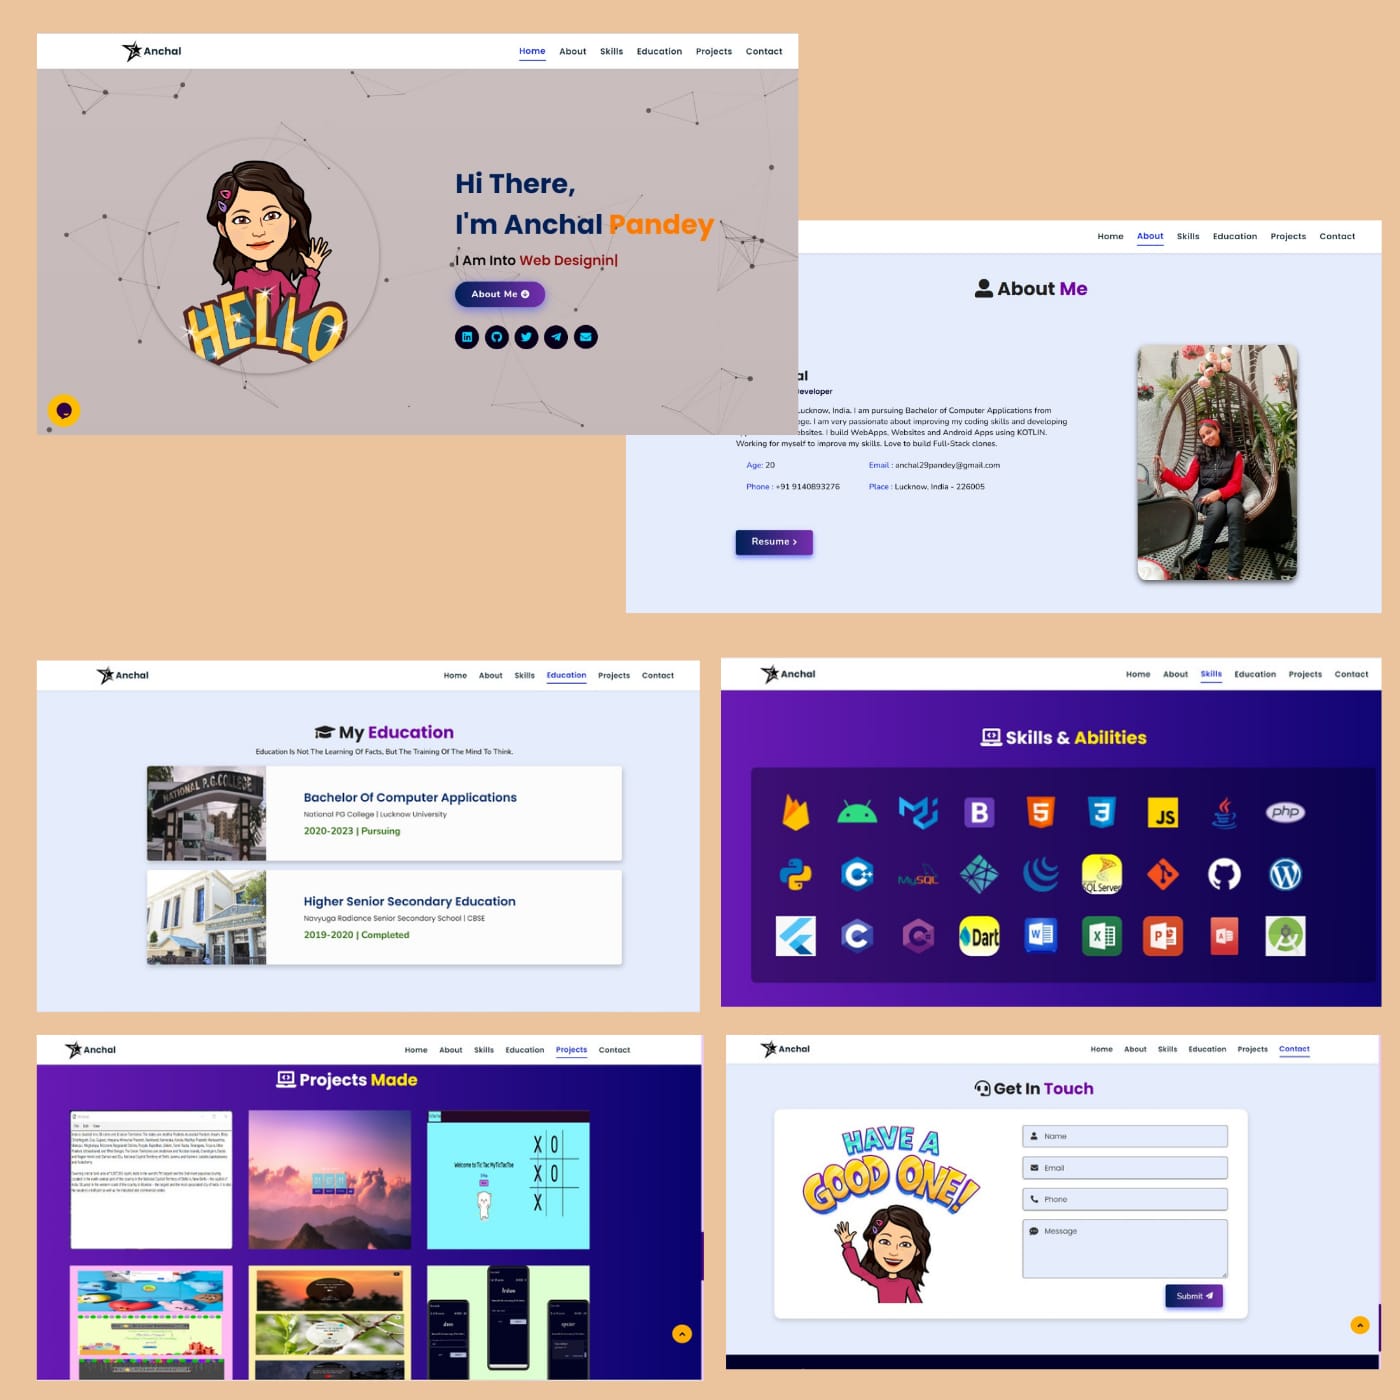 Anchal
Home About Skills Education Projects Contact
Hi There,
I'm Anchal Pandey
I Am Into Web Designin|
About Me
HELLO
Home About Skills Education Projects Contact
About Me
al
eveloper
Lucknow, India. I am pursuing Bachelor of Computer Applications from
ege. I am very passionate about improving my coding skills and developing
ebsites. I build WebApps, Websites and Android Apps using KOTLIN.
Working for myself to improve my skills. Love to build Full-Stack clones.
Age: 20 Email : anchal29pandey@gmail.com
Phone : +91 9140893276 Place : Lucknow, India - 226005
Resume
Anchal
Home About Skills Education Projects Contact
My Education
Education Is Not The Learning Of Facts, But The Training Of The Mind To Think.
NATIONAL P.G.COLLEGE
Bachelor Of Computer Applications
National PG College | Lucknow University
2020-2023 | Pursuing
Higher Senior Secondary Education
Navyuga Radiance Senior Secondary School | CBSE
2019-2020 | Completed
Anchal
Home About Skills Education Projects Contact
Skills & Abilities
B 5 3 JS php
C++ MySQL SQL Server
C C# Dart W X P A
Anchal
Home About Skills Education Projects Contact
Projects Made
File Edit View
Welcome to Tic Tac MyTicTacToe
X O
X O
X
Anchal
Home About Skills Education Projects Contact
Get In Touch
HAVE A
GOOD ONE!
Name
Email
Phone
Message
Submit